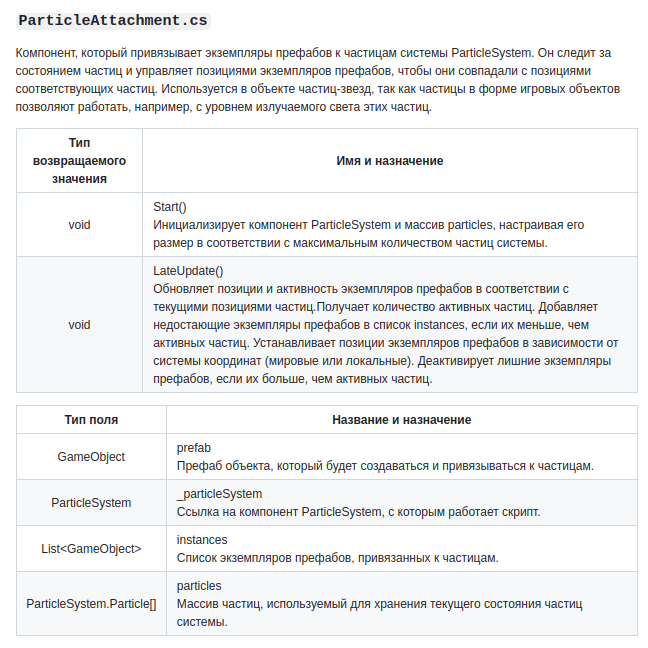 ParticleAttachment.cs
Компонент, который привязывает экземпляры префабов к частицам системы ParticleSystem. Он следит за
состоянием частиц и управляет позициями экземпляров префабов, чтобы они совпадали с позициями
соответствующих частиц. Используется в объекте частиц-звезд, так как частицы в форме игровых объектов
позволяют работать, например, с уровнем излучаемого света этих частиц.
Тип
возвращаемого
значения
Имя и назначение
void
Start()
Инициализирует компонент ParticleSystem и массив particles, настраивая его
размер в соответствии с максимальным количеством частиц системы.
void
LateUpdate()
Обновляет позиции и активность экземпляров префабов в соответствии с
текущими позициями частиц.Получает количество активных частиц. Добавляет
недостающие экземпляры префабов в список instances, если их меньше, чем
активных частиц. Устанавливает позиции экземпляров префабов в зависимости от
системы координат (мировые или локальные). Деактивирует лишние экземпляры
префабов, если их больше, чем активных частиц.
Тип поля
Название и назначение
GameObject
prefab
Префаб объекта, который будет создаваться и привязываться к частицам.
ParticleSystem
_particleSystem
Ссылка на компонент ParticleSystem, с которым работает скрипт.
List<GameObject>
instances
Список экземпляров префабов, привязанных к частицам.
ParticleSystem.Particle[]
particles
Массив частиц, используемый для хранения текущего состояния частиц
системы.